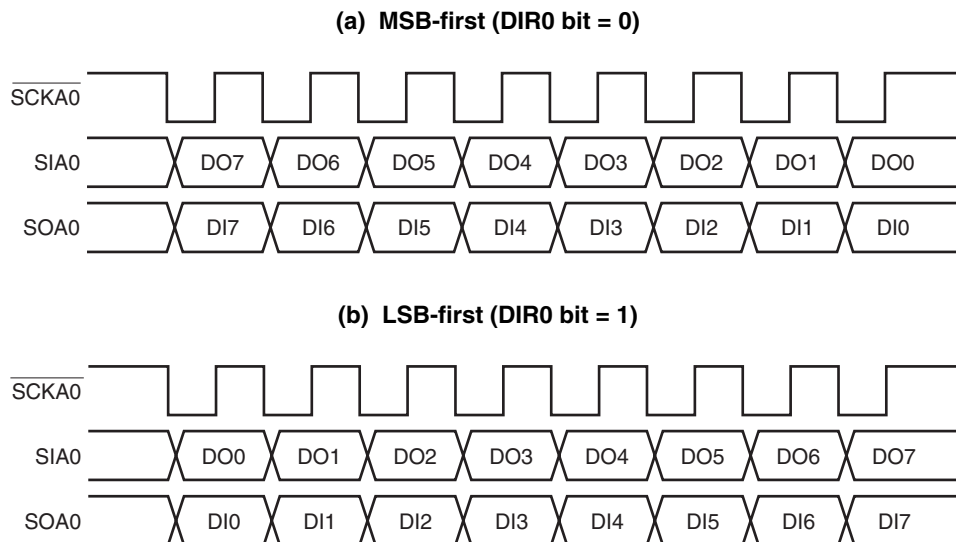 (a) MSB-first (DIR0 bit = 0)
SCKA0
SIA0 DO7 DO6 DO5 DO4 DO3 DO2 DO1 DO0
SOA0 DI7 DI6 DI5 DI4 DI3 DI2 DI1 DI0
(b) LSB-first (DIR0 bit = 1)
SCKA0
SIA0 DO0 DO1 DO2 DO3 DO4 DO5 DO6 DO7
SOA0 DI0 DI1 DI2 DI3 DI4 DI5 DI6 DI7